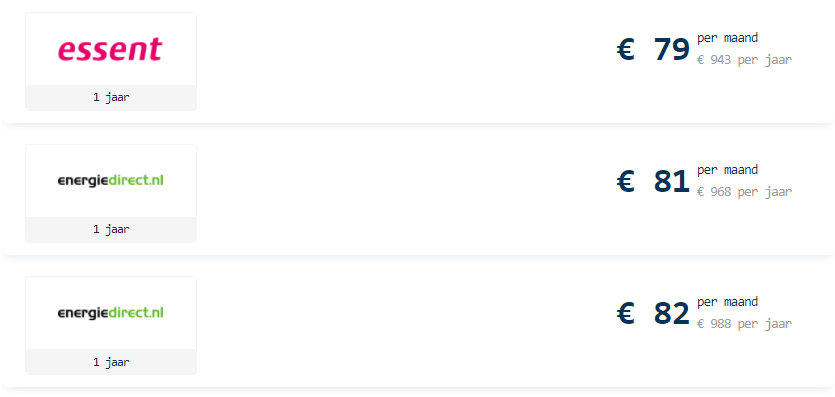 essent
1 jaar
€ 79 per maand
€ 943 per jaar
energiedirect.nl
1 jaar
€ 81 per maand
€ 968 per jaar
energiedirect.nl
1 jaar
€ 82 per maand
€ 988 per jaar